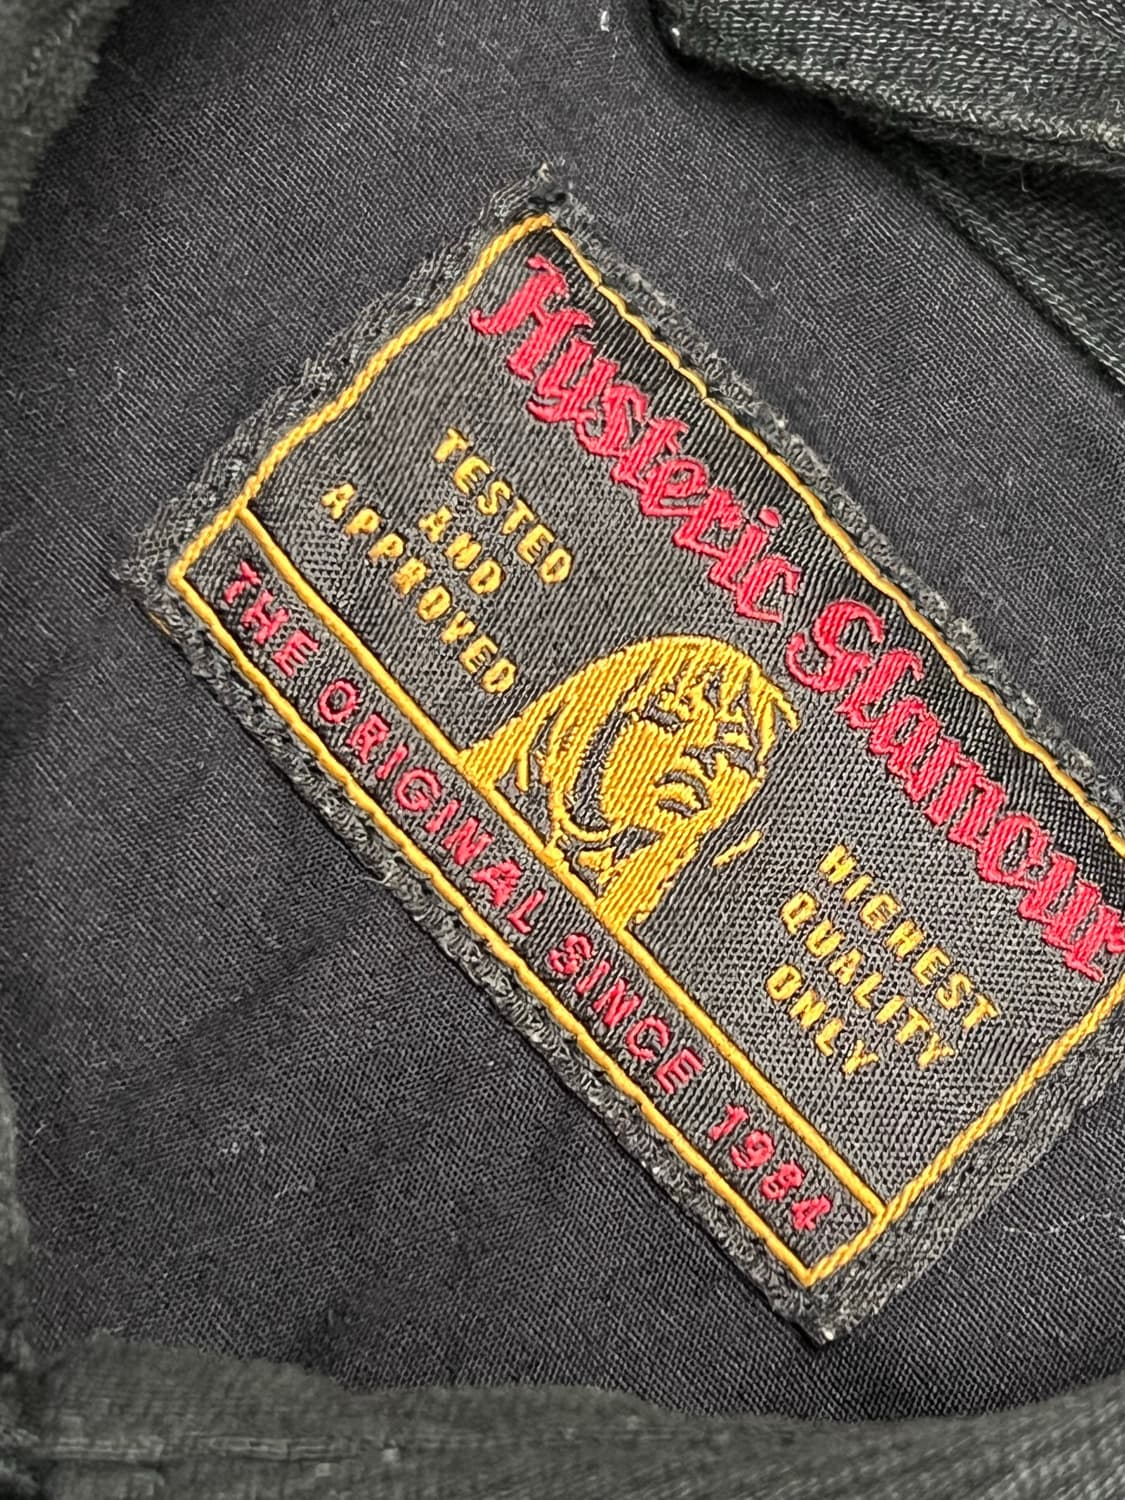 Hysteric Glamour
TESTED
AND
APPROVED
HIGHEST
QUALITY
ONLY
THE ORIGINAL SINCE 1984